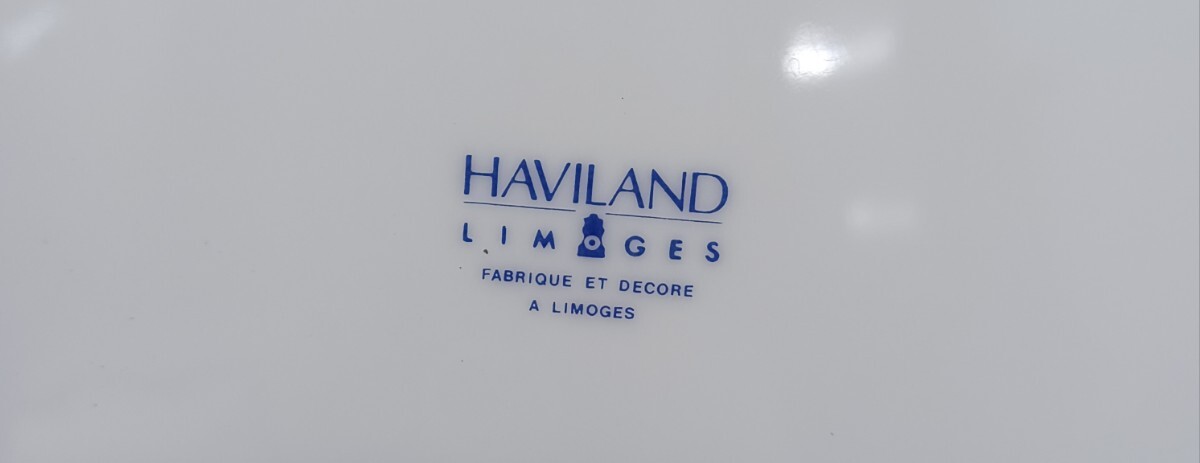 HAVILAND
LIMOGES
FABRIQUE ET DECORE
A LIMOGES